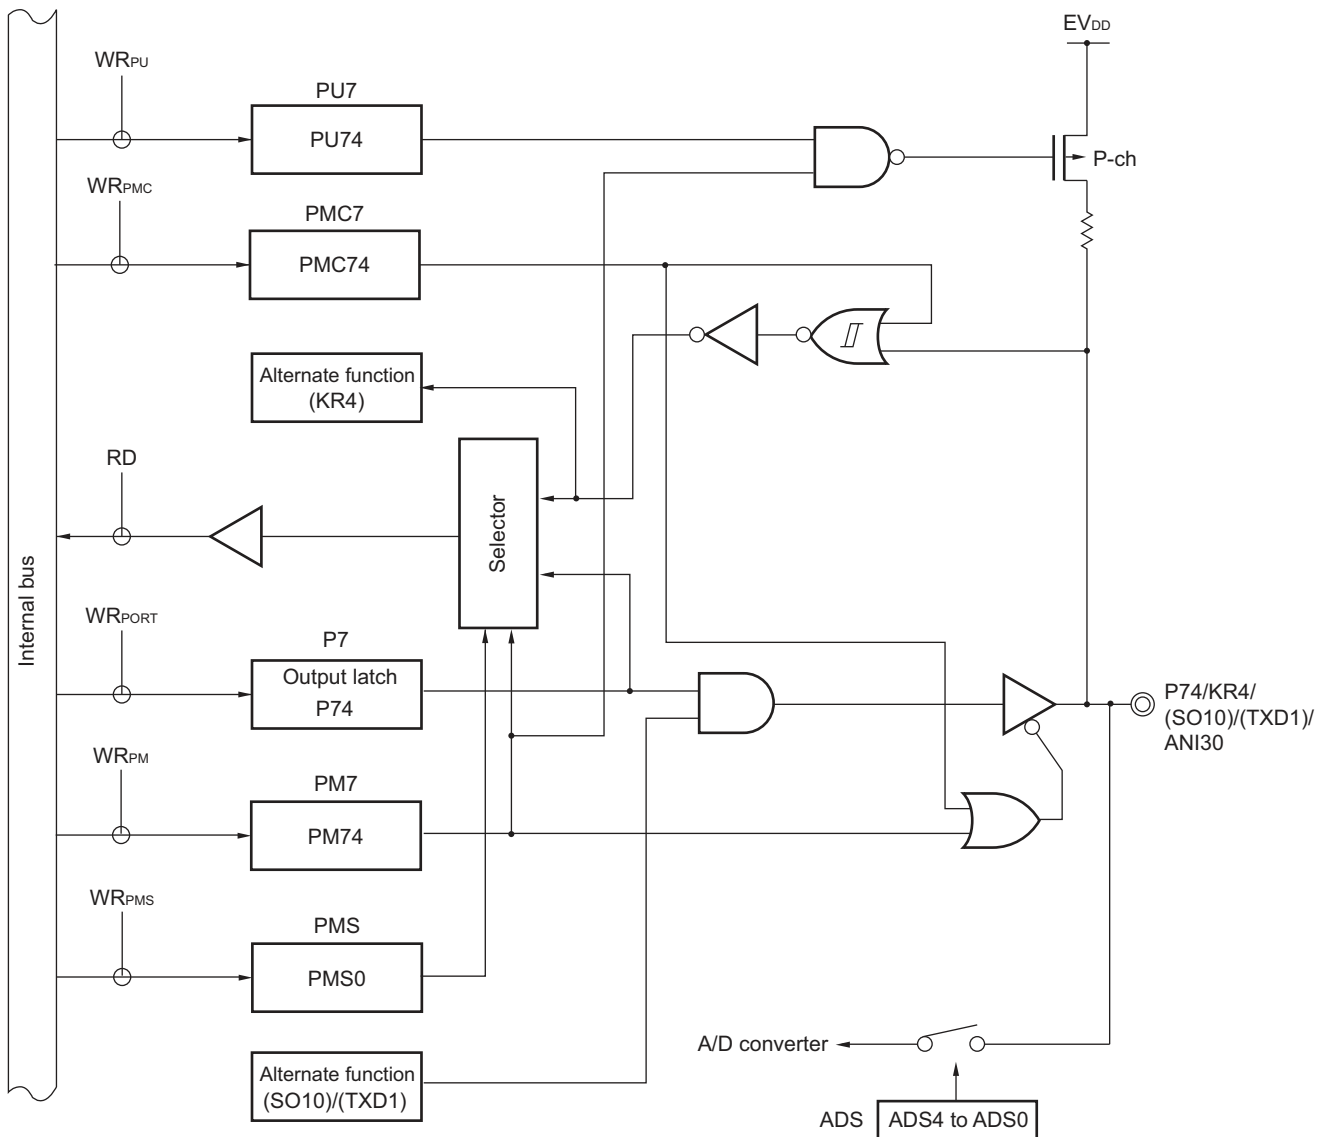 EVDD
WRPU
PU7
PU74
P-ch
WRPMC
PMC7
PMC74
Alternate function
(KR4)
RD
Selector
Internal bus
WRPORT
P7
Output latch
P74
P74/KR4/
(SO10)/(TXD1)/
ANI30
WRPM
PM7
PM74
WRPMS
PMS
PMS0
A/D converter
Alternate function
(SO10)/(TXD1)
ADS
ADS4 to ADS0